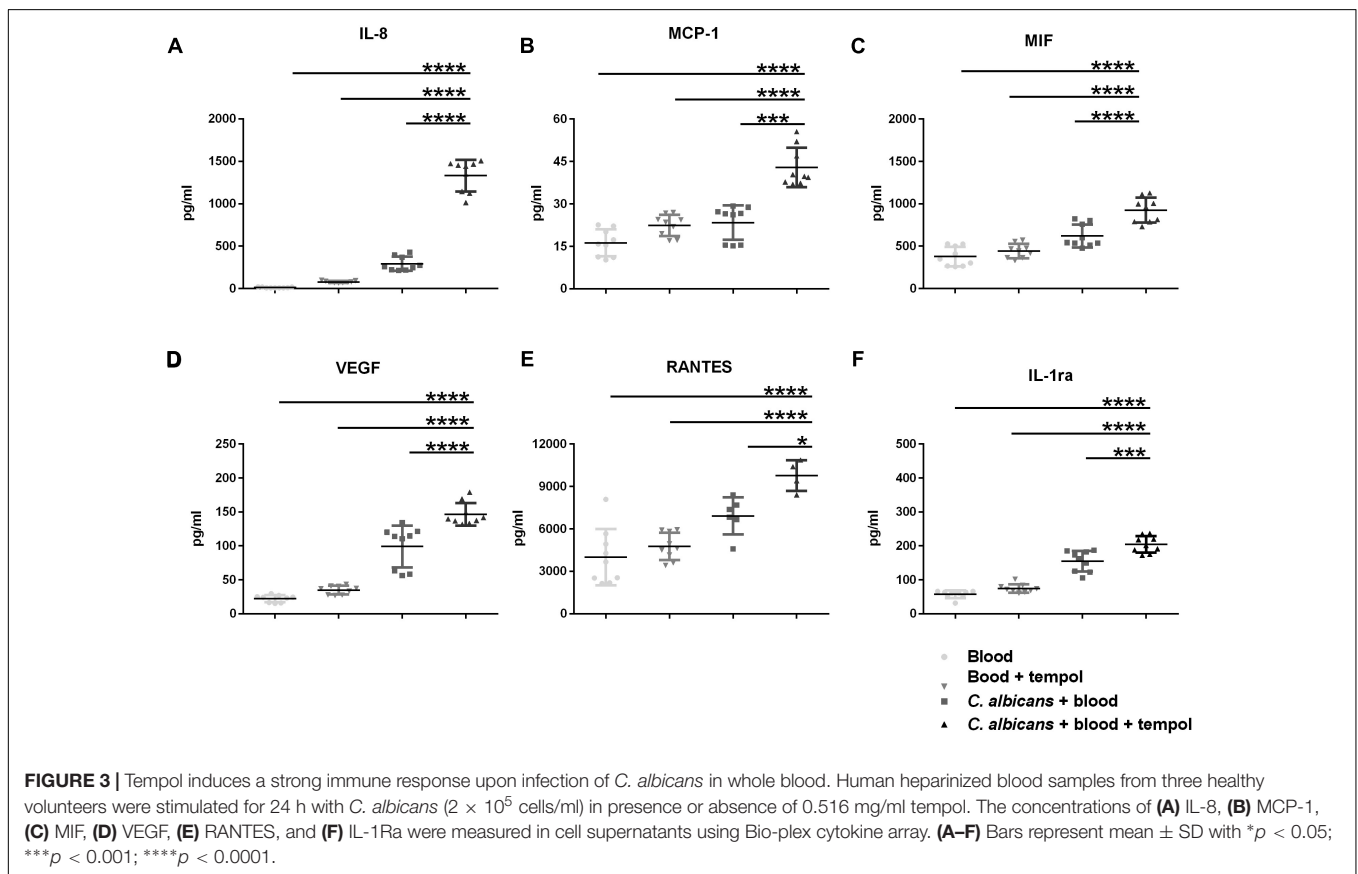 A
IL-8
****
****
****
2000
1500
1000
500
0
pg/ml
B
MCP-1
****
****
***
60
45
30
15
0
pg/ml
C
MIF
****
****
****
2000
1500
1000
500
0
pg/ml
D
VEGF
****
****
****
250
200
150
100
50
0
pg/ml
E
RANTES
****
****
*
12000
9000
6000
3000
0
pg/ml
F
IL-1ra
****
****
***
500
400
300
200
100
0
pg/ml
Blood
Bood + tempol
C. albicans + blood
C. albicans + blood + tempol
FIGURE 3 | Tempol induces a strong immune response upon infection of C. albicans in whole blood. Human heparinized blood samples from three healthy
volunteers were stimulated for 24 h with C. albicans (2 × 10⁵ cells/ml) in presence or absence of 0.516 mg/ml tempol. The concentrations of (A) IL-8, (B) MCP-1,
(C) MIF, (D) VEGF, (E) RANTES, and (F) IL-1Ra were measured in cell supernatants using Bio-plex cytokine array. (A–F) Bars represent mean ± SD with *p < 0.05;
***p < 0.001; ****p < 0.0001.